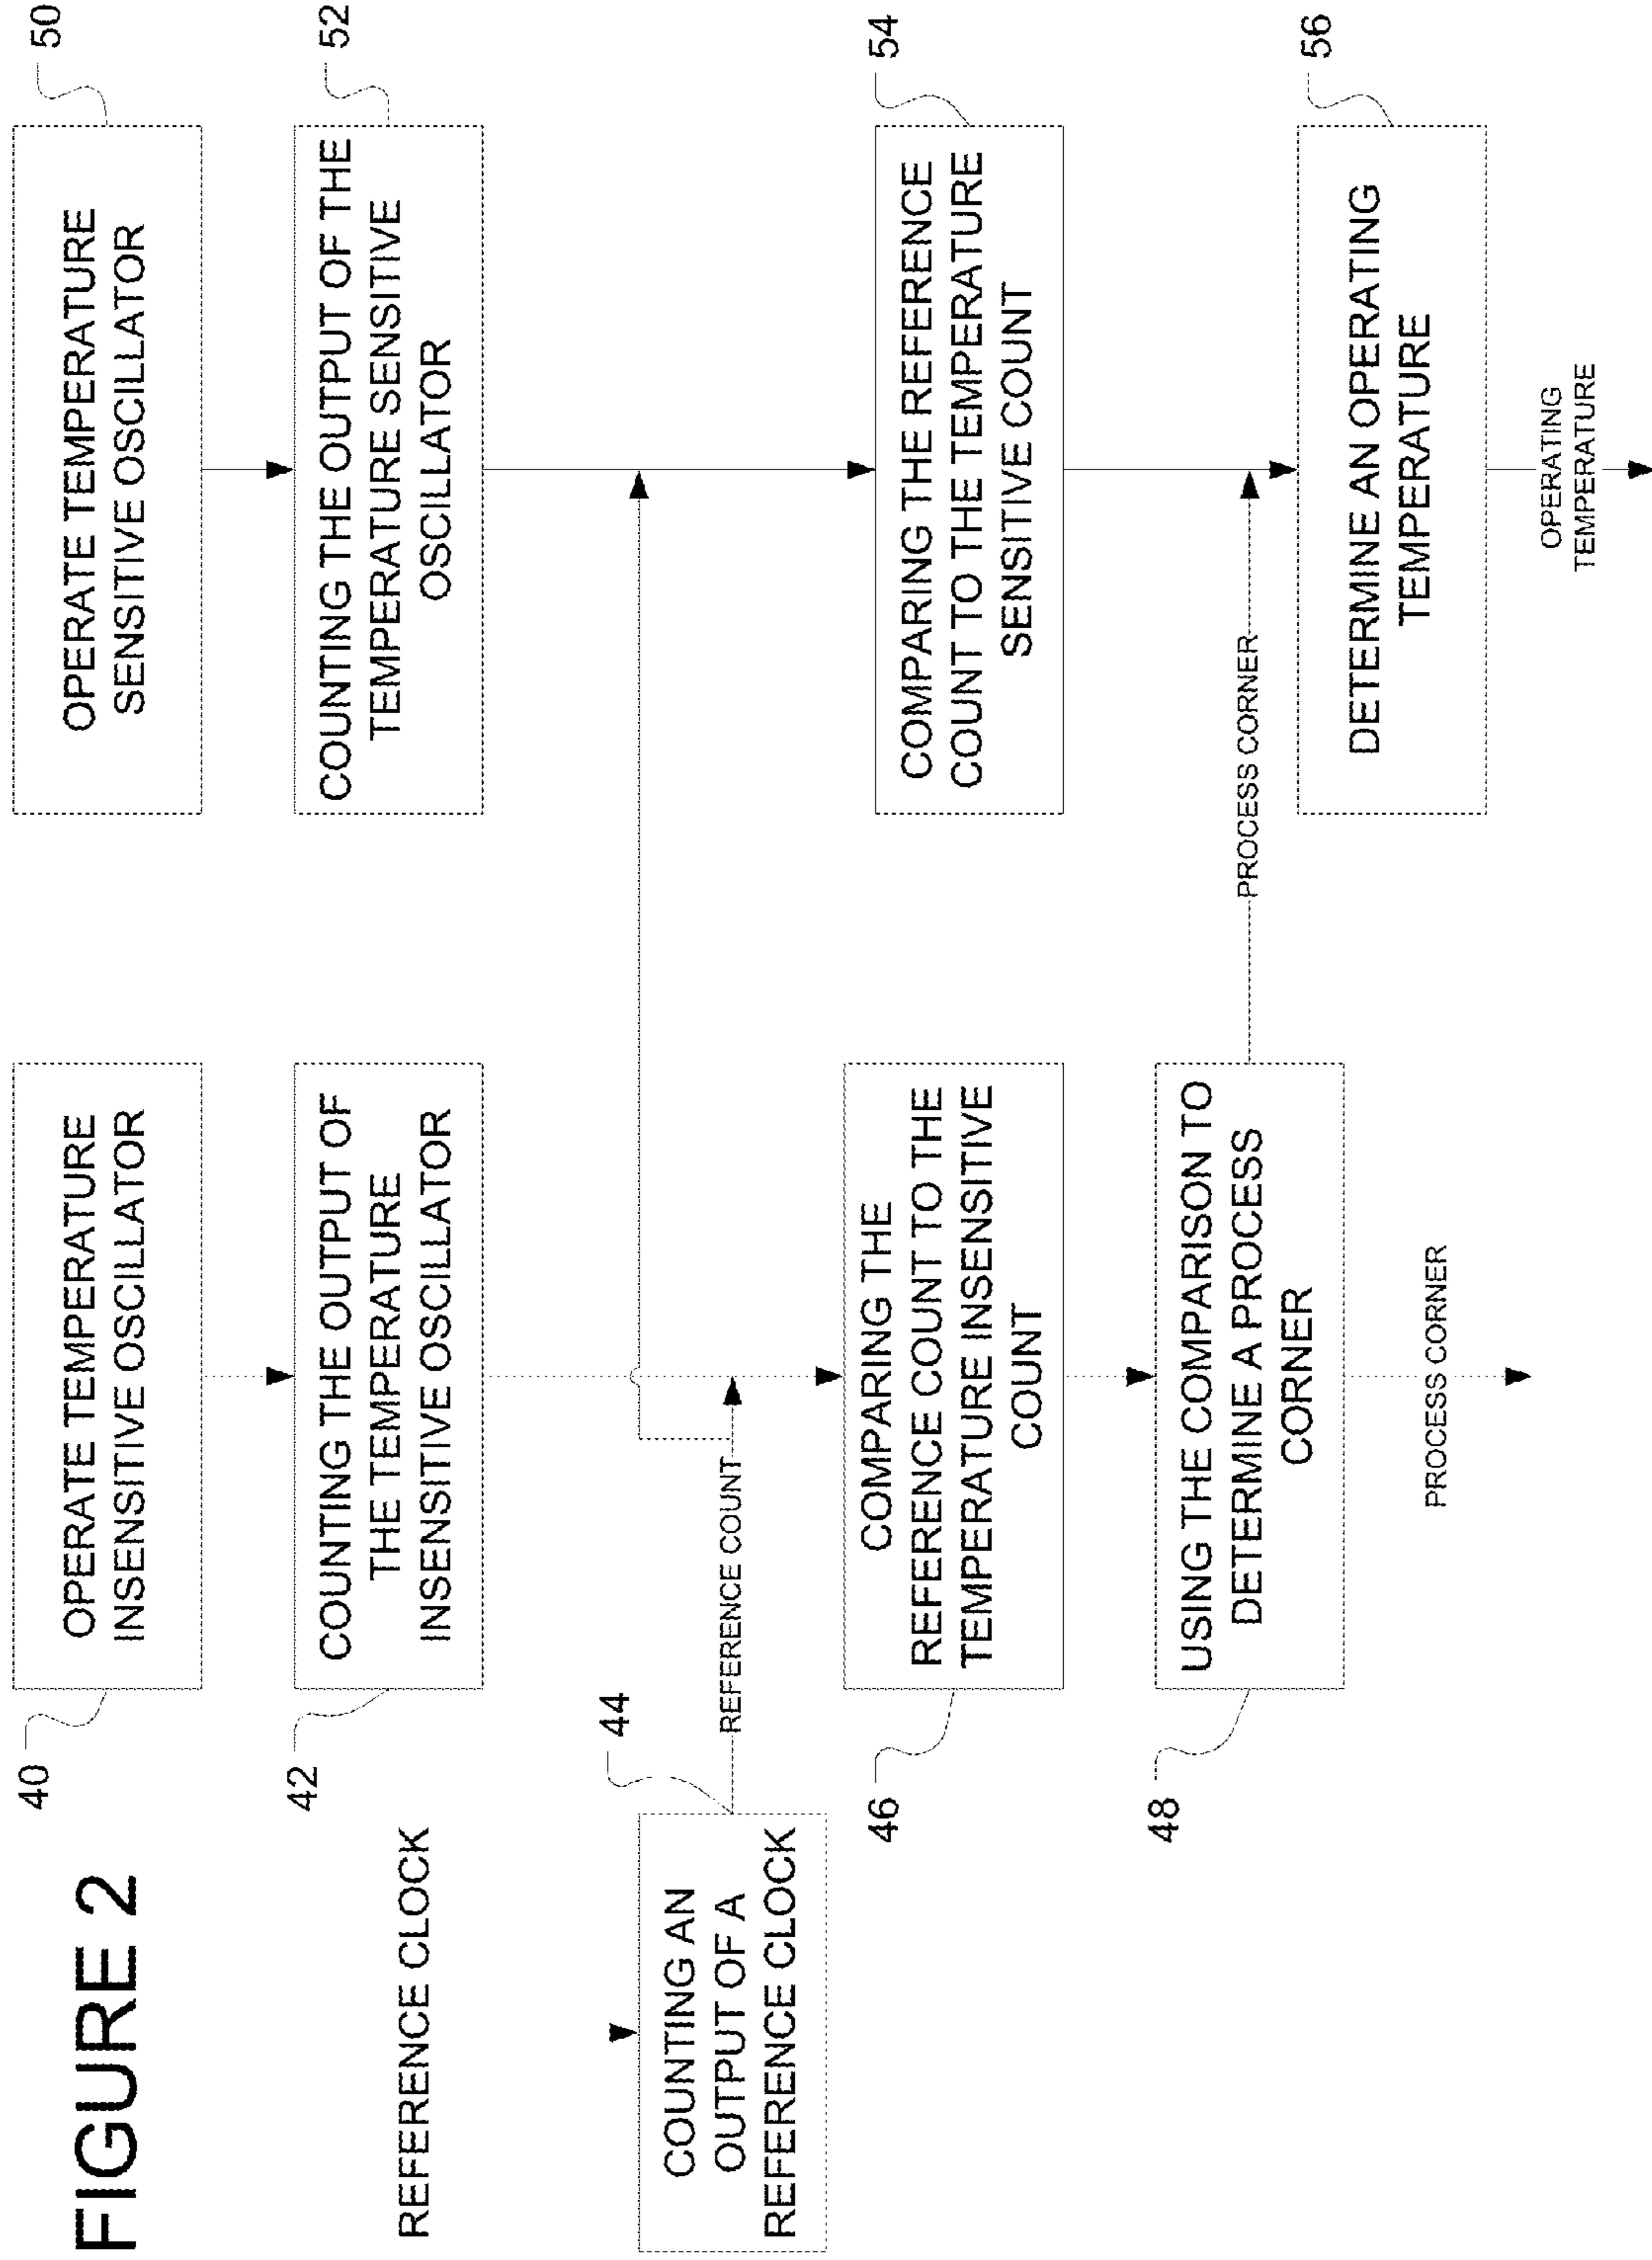 FIGURE 2
40
OPERATE TEMPERATURE
INSENSITIVE OSCILLATOR
50
OPERATE TEMPERATURE
SENSITIVE OSCILLATOR
42
COUNTING THE OUTPUT OF
THE TEMPERATURE
INSENSITIVE OSCILLATOR
52
COUNTING THE OUTPUT OF THE
TEMPERATURE SENSITIVE
OSCILLATOR
REFERENCE CLOCK
44
COUNTING AN
OUTPUT OF A
REFERENCE CLOCK
REFERENCE COUNT
46
COMPARING THE
REFERENCE COUNT TO THE
TEMPERATURE INSENSITIVE
COUNT
54
COMPARING THE REFERENCE
COUNT TO THE TEMPERATURE
SENSITIVE COUNT
48
USING THE COMPARISON TO
DETERMINE A PROCESS
CORNER
PROCESS CORNER
56
DETERMINE AN OPERATING
TEMPERATURE
PROCESS CORNER
OPERATING
TEMPERATURE